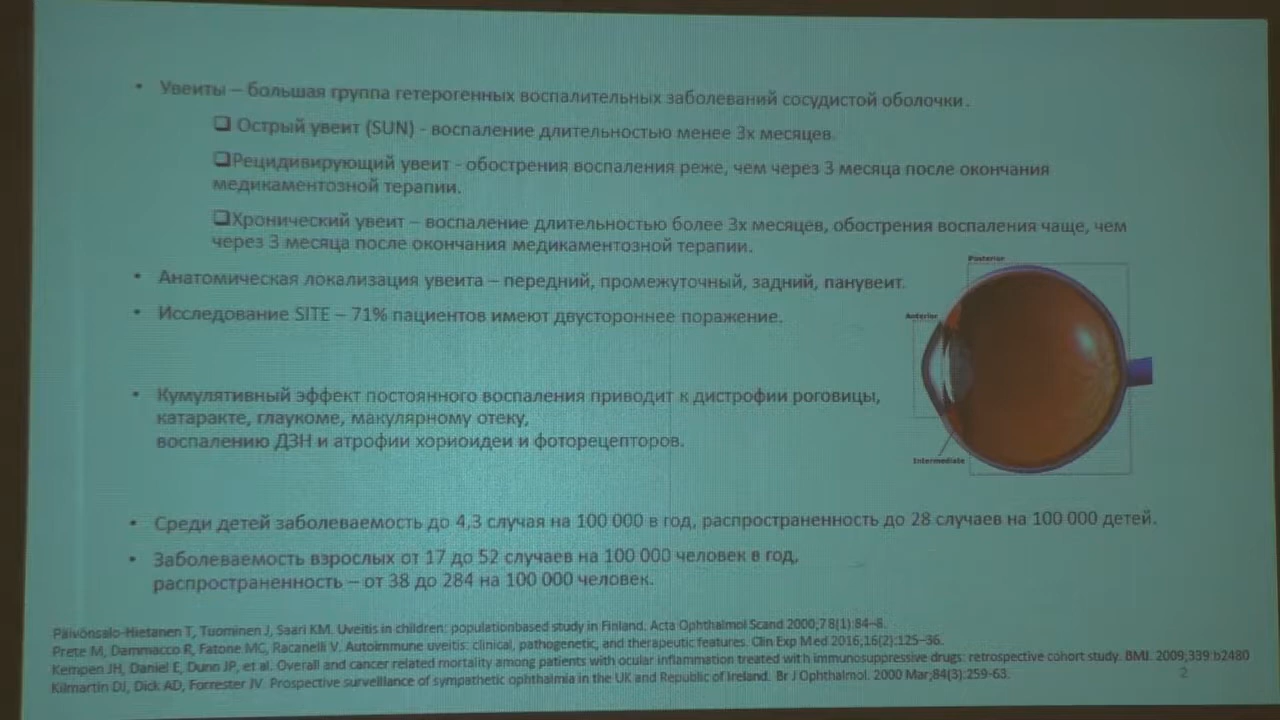 • Увеиты – большая группа гетерогенных воспалительных заболеваний сосудистой оболочки.
❑ Острый увеит (SUN) - воспаление длительностью менее 3х месяцев.
❑Рецидивирующий увеит - обострения воспаления реже, чем через 3 месяца после окончания
медикаментозной терапии.
❑Хронический увеит – воспаление длительностью более 3х месяцев, обострения воспаления чаще, чем
через 3 месяца после окончания медикаментозной терапии.
Posterior
• Анатомическая локализация увеита – передний, промежуточный, задний, панувеит.
• Исследование SITE – 71% пациентов имеют двустороннее поражение.
Anterior
• Кумулятивный эффект постоянного воспаления приводит к дистрофии роговицы,
катаракте, глаукоме, макулярному отеку,
воспалению ДЗН и атрофии хориоидеи и фоторецепторов.
Intermediate
• Среди детей заболеваемость до 4,3 случая на 100 000 в год, распространенность до 28 случаев на 100 000 детей.
• Заболеваемость взрослых от 17 до 52 случаев на 100 000 человек в год,
распространенность – от 38 до 284 на 100 000 человек.
Päivönsalo-Hietanen T, Tuominen J, Saari KM. Uveitis in children: populationbased study in Finland. Acta Ophthalmol Scand 2000;78(1):84–8.
Prete M, Dammacco R, Fatone MC, Racanelli V. Autoimmune uveitis: clinical, pathogenetic, and therapeutic features. Clin Exp Med 2016;16(2):125–36.
Kempen JH, Daniel E, Dunn JP, et al. Overall and cancer related mortality among patients with ocular inflammation treated with immunosuppressive drugs: retrospective cohort study. BMJ. 2009;339:b2480
Kilmartin DJ, Dick AD, Forrester JV. Prospective surveillance of sympathetic ophthalmia in the UK and Republic of Ireland. Br J Ophthalmol. 2000 Mar;84(3):259-63.
2